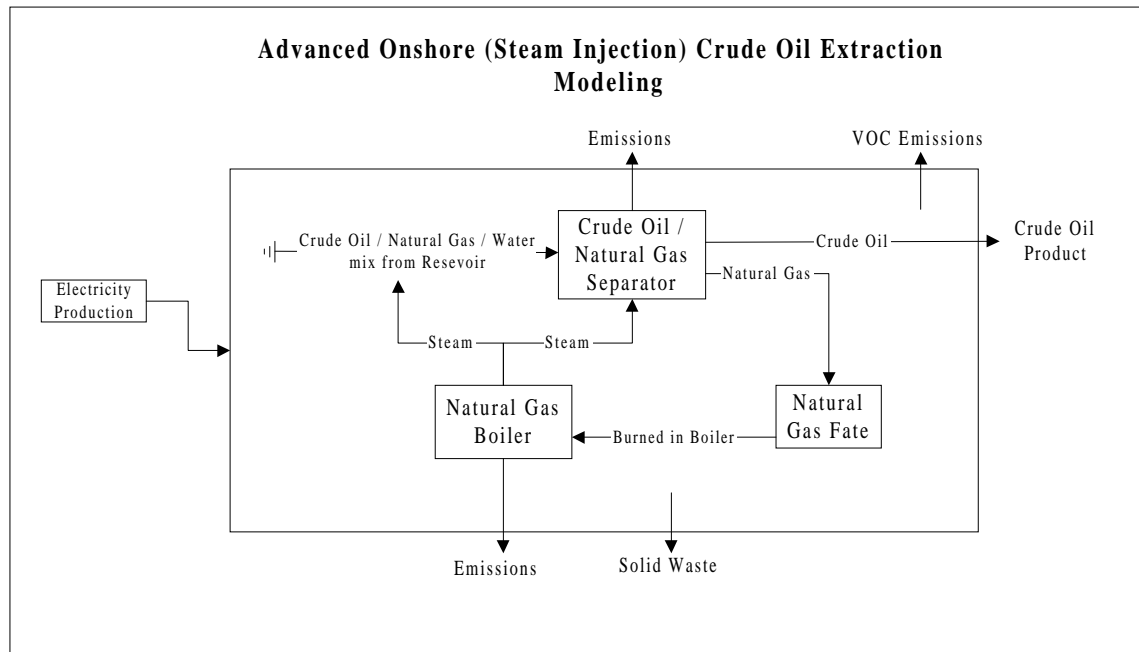 Advanced Onshore (Steam Injection) Crude Oil Extraction
Modeling
Emissions
VOC Emissions
Crude Oil / Natural Gas / Water
mix from Resevoir
Crude Oil /
Natural Gas
Separator
Crude Oil
Crude Oil
Product
Natural Gas
Electricity
Production
Steam
Steam
Natural Gas
Boiler
Burned in Boiler
Natural
Gas Fate
Emissions
Solid Waste